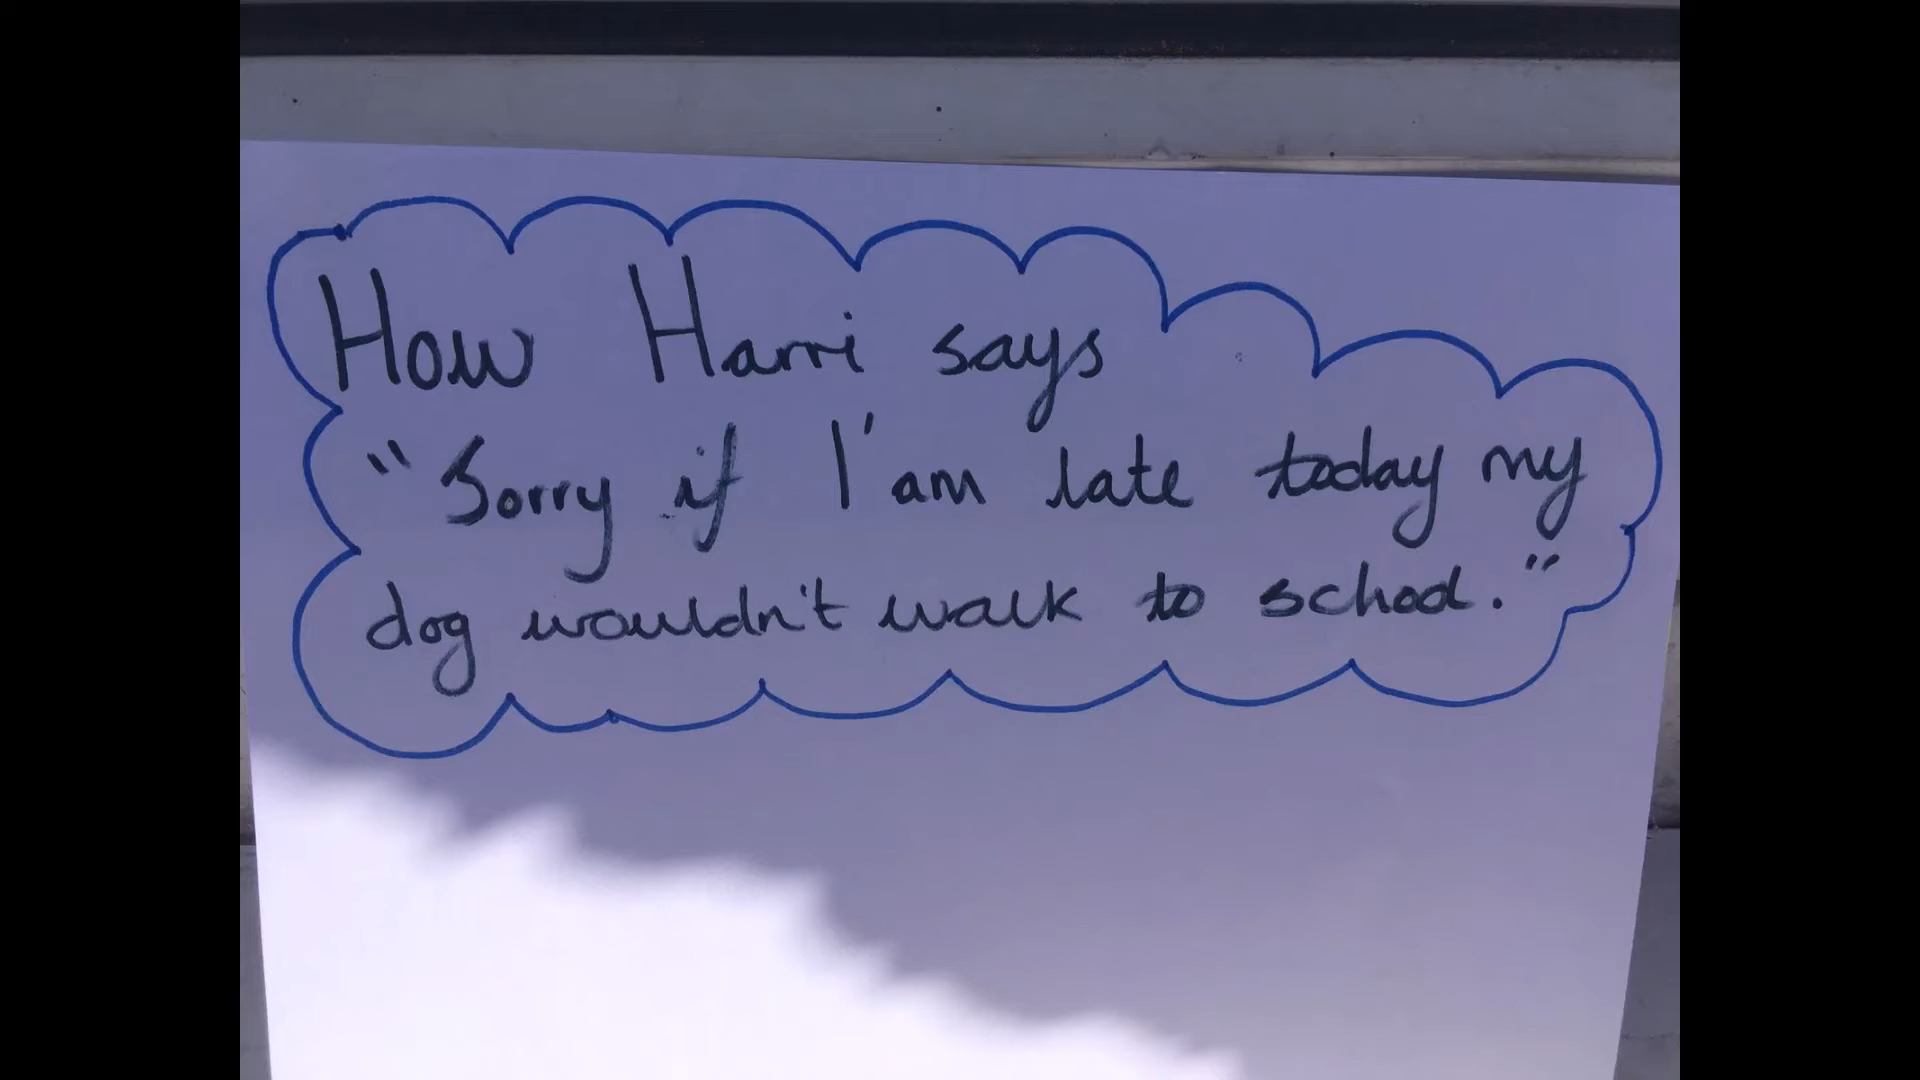 How Harri says
"Sorry if I'am late today my
dog wouldn't walk to school."